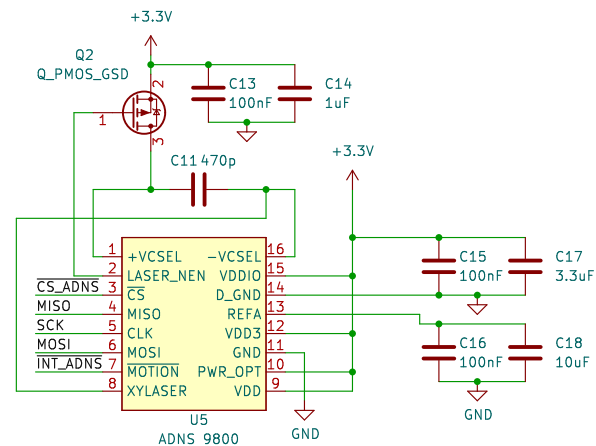 +3.3V
Q2
Q_PMOS_GSD
2
1
3
C13
100nF
C14
1uF
C11 470p
+3.3V
1 +VCSEL
-VCSEL 16
2 LASER_NEN
VDDIO 15
CS_ADNS
3 CS
D_GND 14
MISO
4 MISO
REFA 13
SCK
5 CLK
VDD3 12
MOSI
6 MOSI
GND 11
INT_ADNS
7 MOTION
PWR_OPT 10
8 XYLASER
VDD 9
U5
ADNS 9800
GND
C15
100nF
C17
3.3uF
C16
100nF
C18
10uF
GND